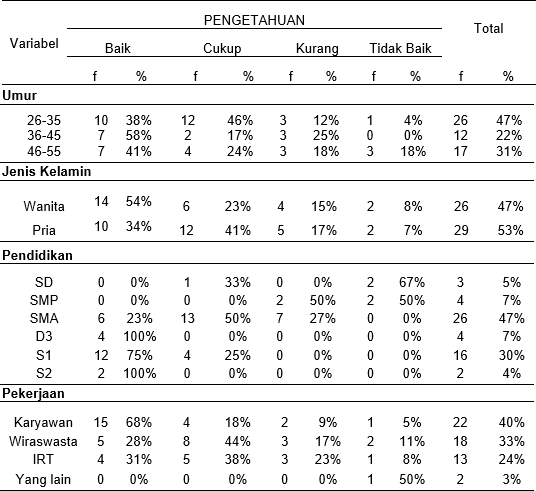 PENGETAHUAN
Variabel Total
Baik Cukup Kurang Tidak Baik
f % f % f % f % f %
Umur
26-35 10 38% 12 46% 3 12% 1 4% 26 47%
36-45 7 58% 2 17% 3 25% 0 0% 12 22%
46-55 7 41% 4 24% 3 18% 3 18% 17 31%
Jenis Kelamin
Wanita 14 54% 6 23% 4 15% 2 8% 26 47%
Pria 10 34% 12 41% 5 17% 2 7% 29 53%
Pendidikan
SD 0 0% 1 33% 0 0% 2 67% 3 5%
SMP 0 0% 0 0% 2 50% 2 50% 4 7%
SMA 6 23% 13 50% 7 27% 0 0% 26 47%
D3 4 100% 0 0% 0 0% 0 0% 4 7%
S1 12 75% 4 25% 0 0% 0 0% 16 30%
S2 2 100% 0 0% 0 0% 0 0% 2 4%
Pekerjaan
Karyawan 15 68% 4 18% 2 9% 1 5% 22 40%
Wiraswasta 5 28% 8 44% 3 17% 2 11% 18 33%
IRT 4 31% 5 38% 3 23% 1 8% 13 24%
Yang lain 0 0% 0 0% 0 0% 1 50% 2 3%